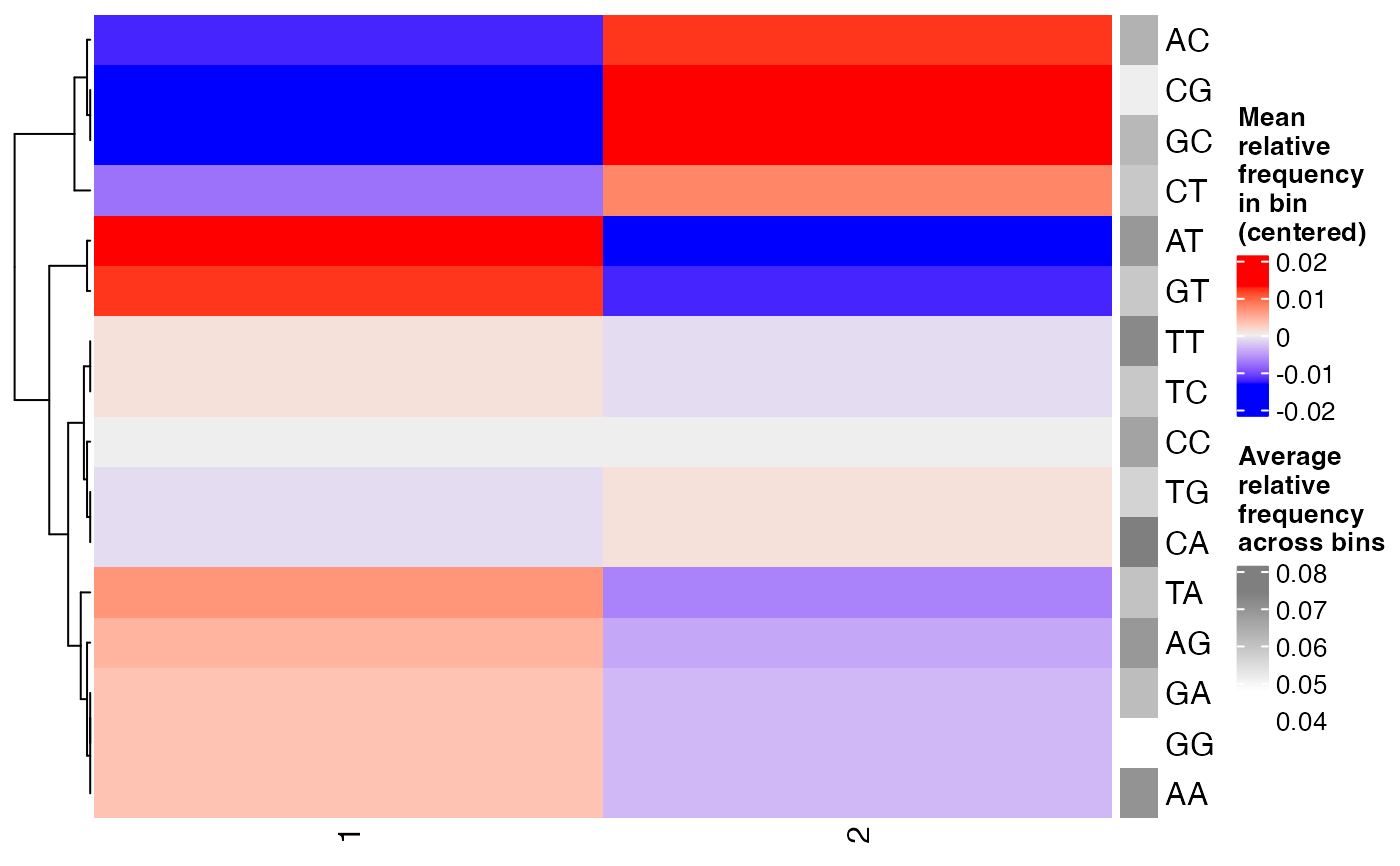 AC
CG
GC
CT
AT
GT
TT
TC
CC
TG
CA
TA
AG
GA
GG
AA
1
2
Mean
relative
frequency
in bin
(centered)
0.02
0.01
0
-0.01
-0.02
Average
relative
frequency
across bins
0.08
0.07
0.06
0.05
0.04